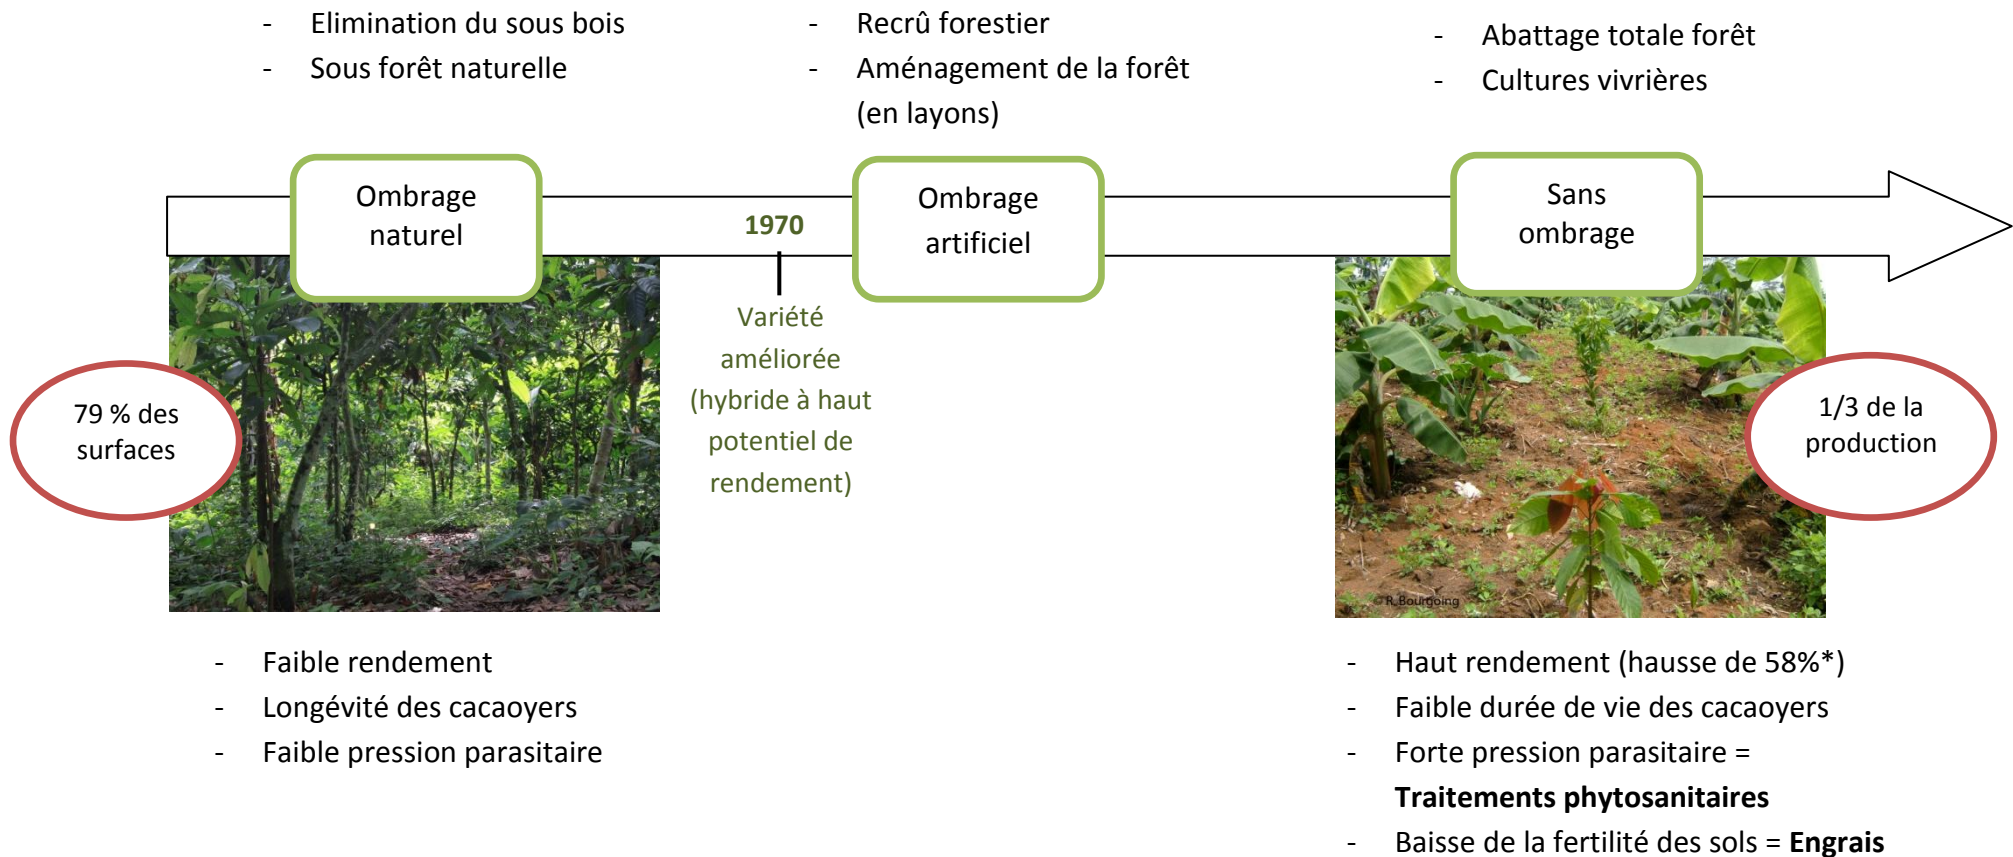 - Elimination du sous bois
- Sous forêt naturelle
- Recrû forestier
- Aménagement de la forêt
(en layons)
- Abattage totale forêt
- Cultures vivrières
Ombrage
naturel
1970
Ombrage
artificiel
Sans
ombrage
Variété
améliorée
(hybride à haut
potentiel de
rendement)
79 % des
surfaces
1/3 de la
production
© R.Bourgoing
- Faible rendement
- Longévité des cacaoyers
- Faible pression parasitaire
- Haut rendement (hausse de 58%*)
- Faible durée de vie des cacaoyers
- Forte pression parasitaire =
Traitements phytosanitaires
- Baisse de la fertilité des sols = Engrais